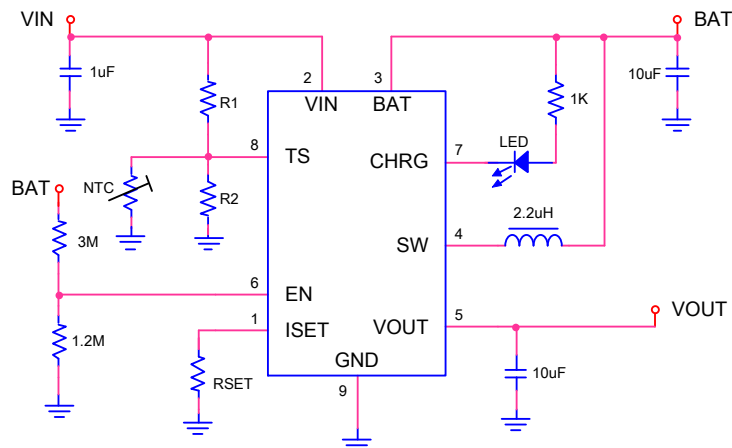 VIN
BAT
1uF
2
3
10uF
R1
VIN
BAT
1K
LED
8
TS
CHRG
7
BAT
NTC
R2
2.2uH
3M
SW
4
6
EN
1
ISET
VOUT
5
VOUT
1.2M
GND
RSET
9
10uF